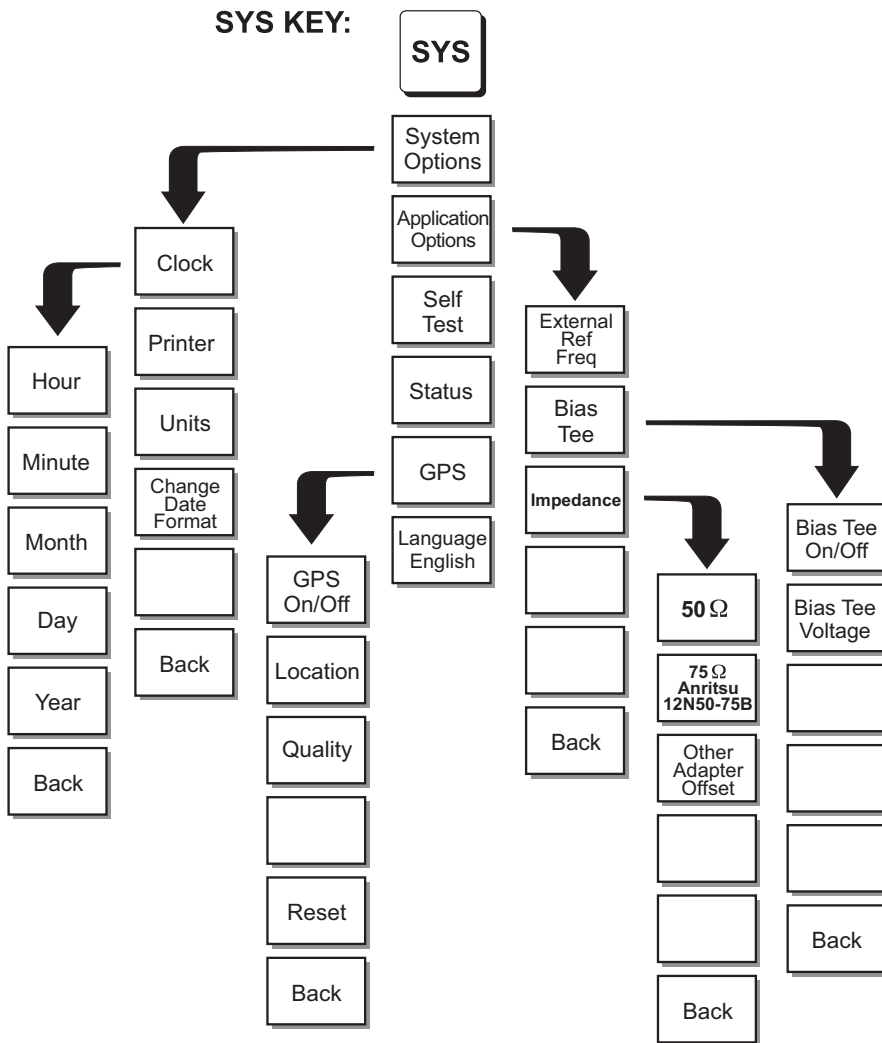 SYS KEY:
SYS
System
Options
Application
Options
Self
Test
Status
GPS
Language
English
Clock
Printer
Units
Change
Date
Format
Back
Hour
Minute
Month
Day
Year
Back
GPS
On/Off
Location
Quality
Reset
Back
External
Ref
Freq
Bias
Tee
Impedance
Back
50 Ω
75 Ω
Anritsu
12N50-75B
Other
Adapter
Offset
Back
Bias Tee
On/Off
Bias Tee
Voltage
Back